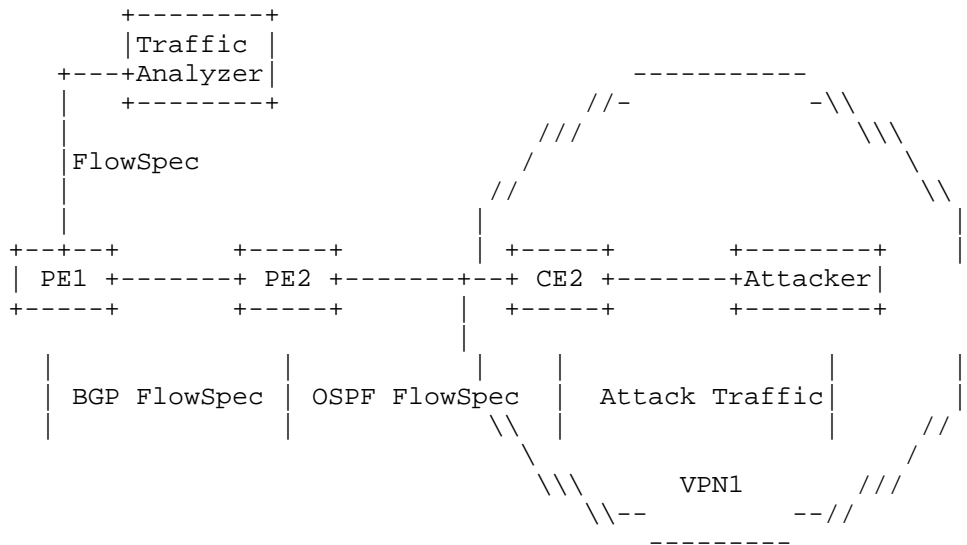 Traffic
Analyzer
FlowSpec
PE1 PE2 CE2 Attacker
BGP FlowSpec OSPF FlowSpec Attack Traffic
VPN1